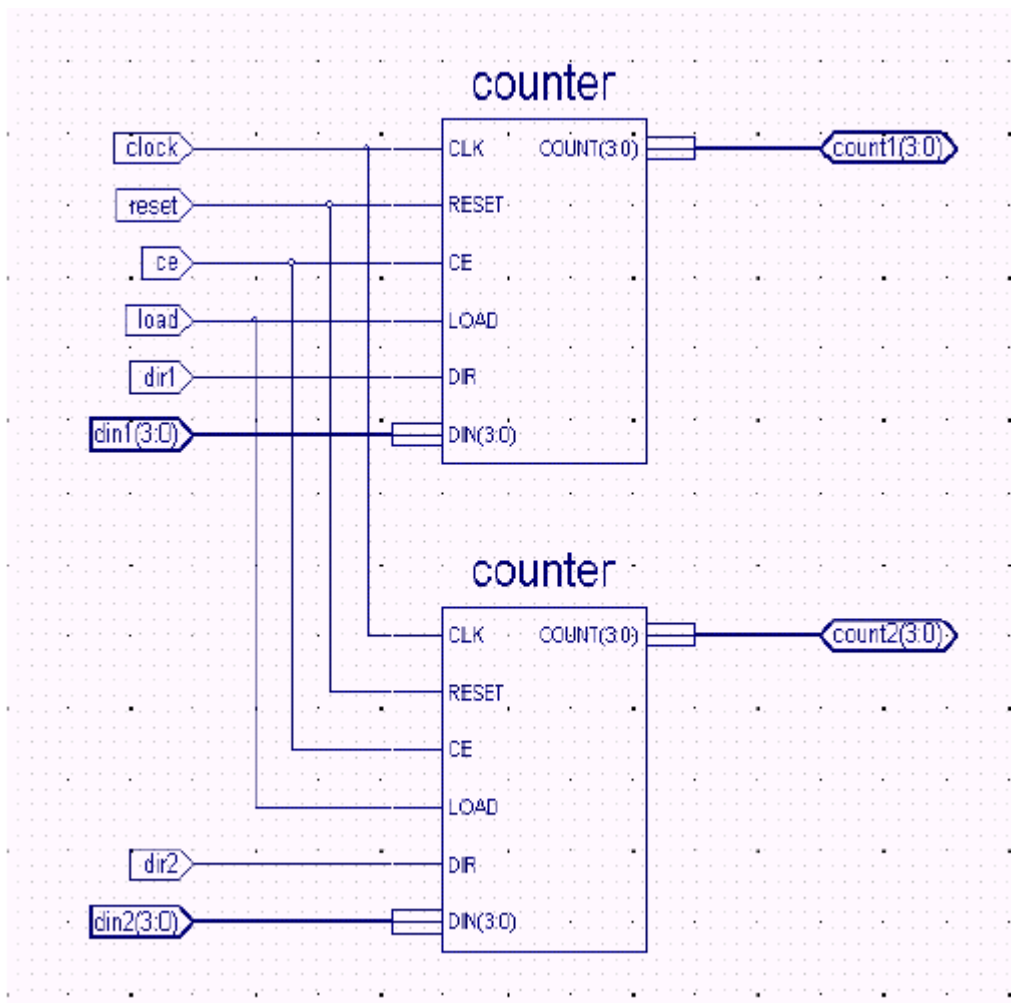 counter
clock CLK COUNT(3:0) count1(3:0)
reset RESET
ce CE
load LOAD
dir1 DIR
din1(3:0) DIN(3:0)
counter
CLK COUNT(3:0) count2(3:0)
RESET
CE
LOAD
dir2 DIR
din2(3:0) DIN(3:0)